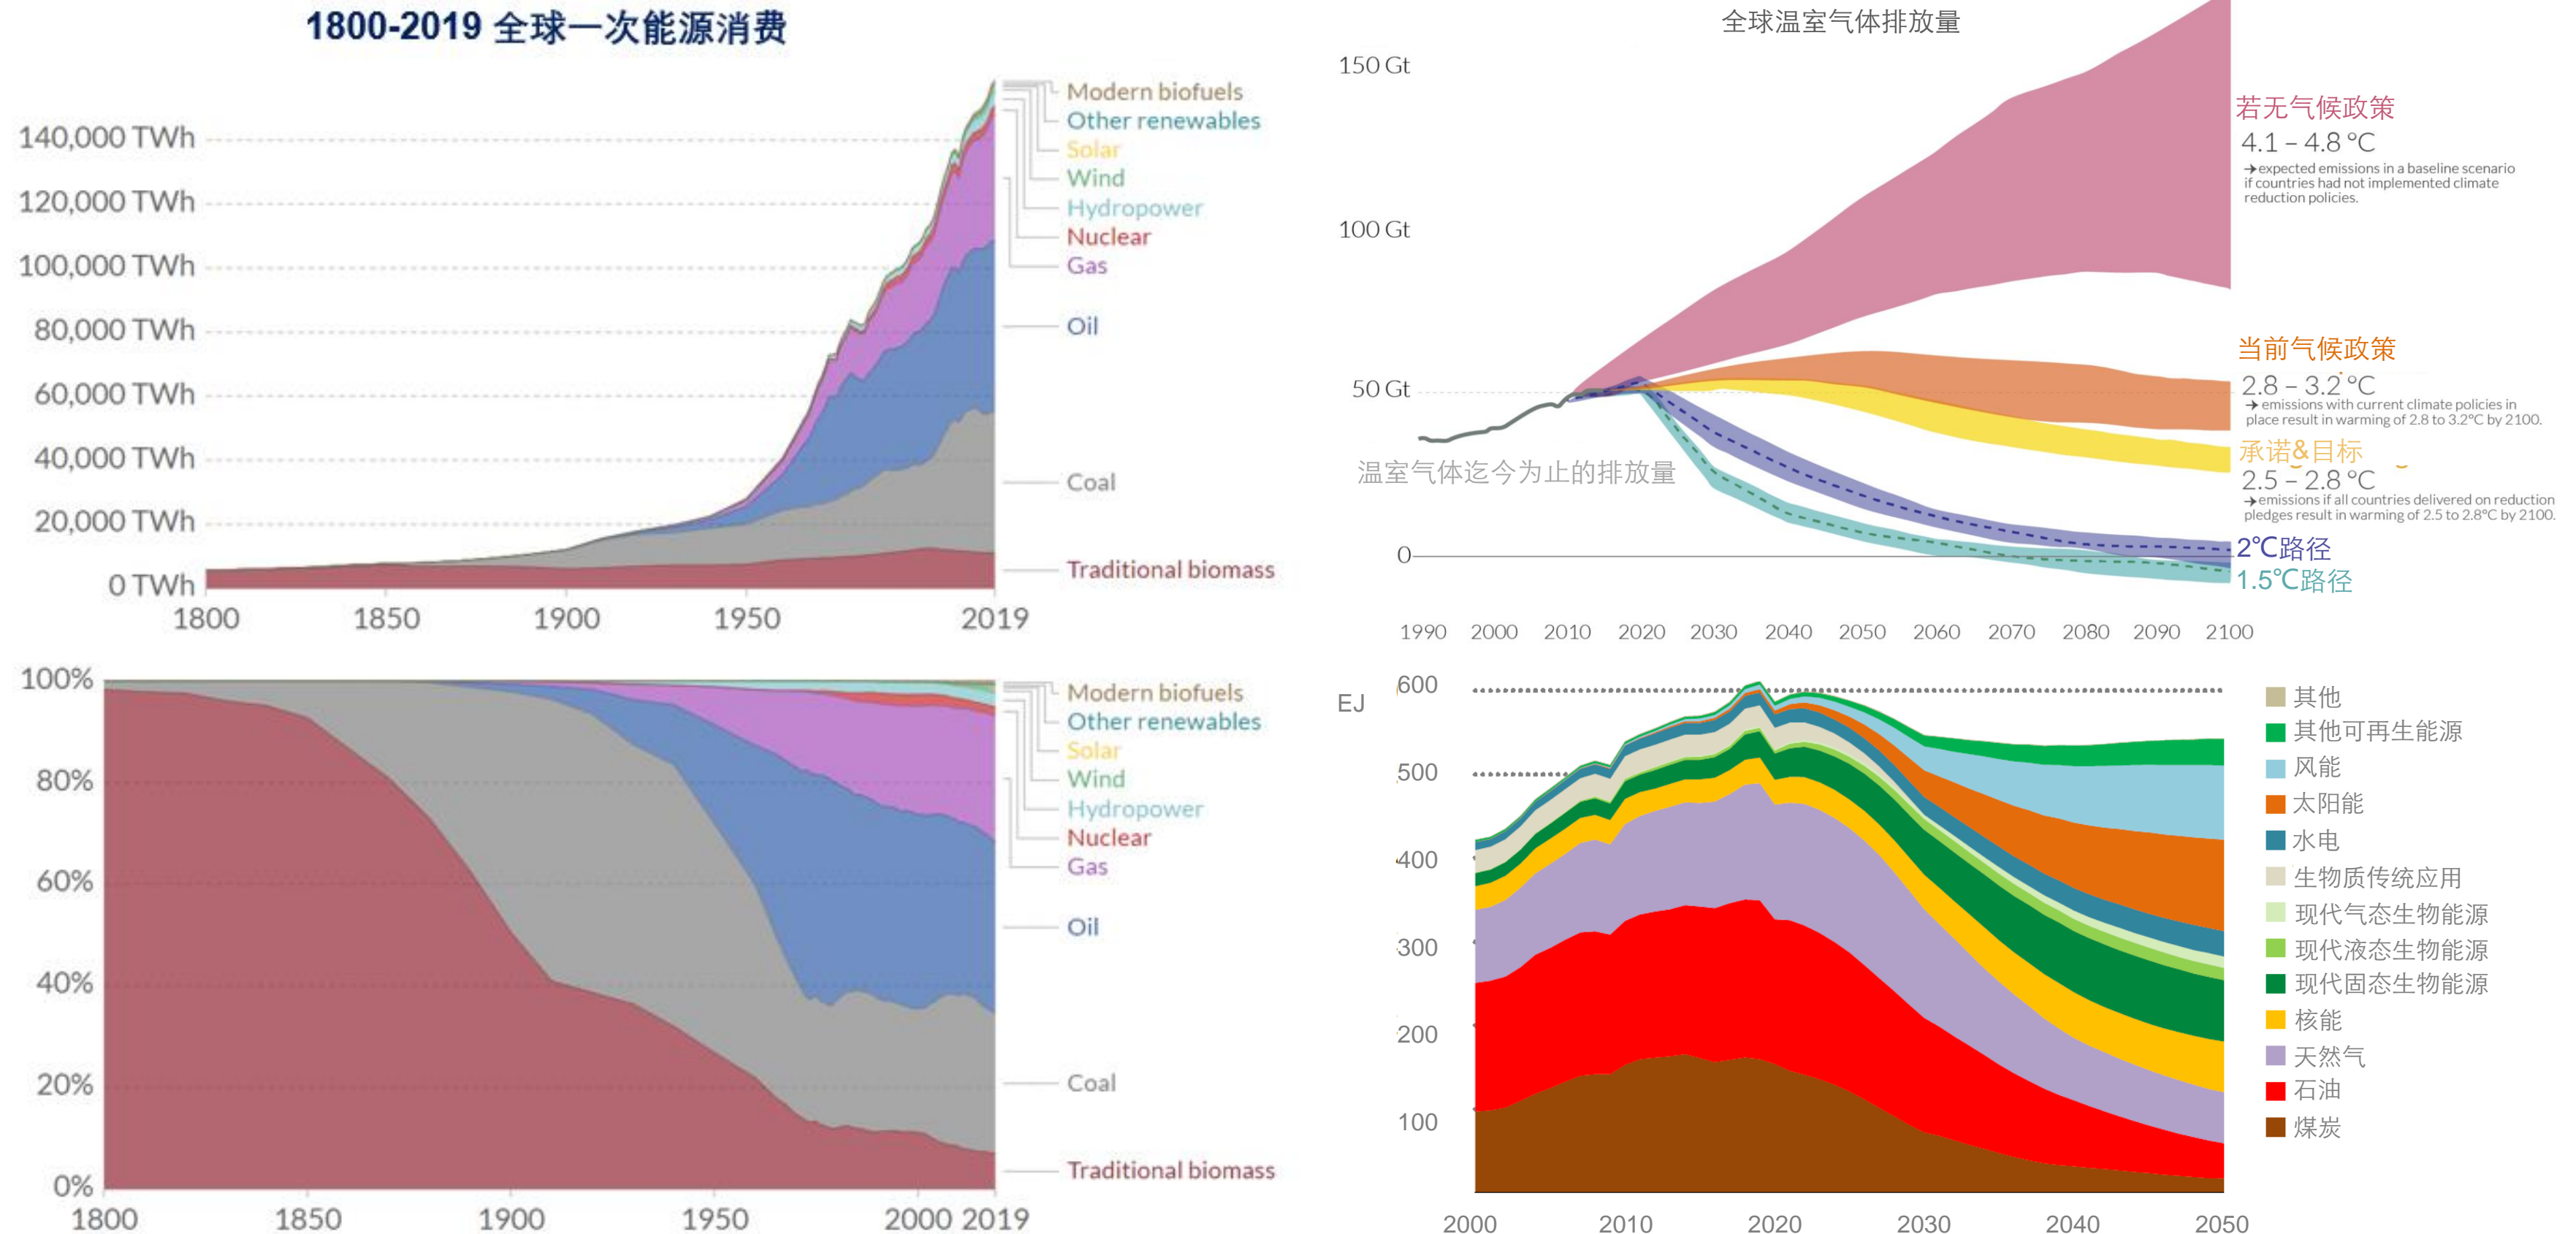 1800-2019 全球一次能源消费
140,000 TWh
120,000 TWh
100,000 TWh
80,000 TWh
60,000 TWh
40,000 TWh
20,000 TWh
0 TWh
1800
1850
1900
1950
2019
Modern biofuels
Other renewables
Solar
Wind
Hydropower
Nuclear
Gas
Oil
Coal
Traditional biomass
全球温室气体排放量
150 Gt
100 Gt
50 Gt
0
温室气体迄今为止的排放量
若无气候政策
4.1 – 4.8 ℃
→expected emissions in a baseline scenario
if countries had not implemented climate
reduction policies.
当前气候政策
2.8 – 3.2 ℃
→ emissions with current climate policies in
place result in warming of 2.8 to 3.2°C by 2100.
承诺&目标
2.5 – 2.8 ℃
→emissions if all countries delivered on reduction
pledges result in warming of 2.5 to 2.8°C by 2100.
2℃路径
1.5℃路径
1990 2000 2010 2020 2030 2040 2050 2060 2070 2080 2090 2100
100%
80%
60%
40%
20%
0%
1800 1850 1900 1950 2000 2019
Modern biofuels
Other renewables
Solar
Wind
Hydropower
Nuclear
Gas
Oil
Coal
Traditional biomass
EJ
600
500
400
300
200
100
2000 2010 2020 2030 2040 2050
其他
其他可再生能源
风能
太阳能
水电
生物质传统应用
现代气态生物能源
现代液态生物能源
现代固态生物能源
核能
天然气
石油
煤炭